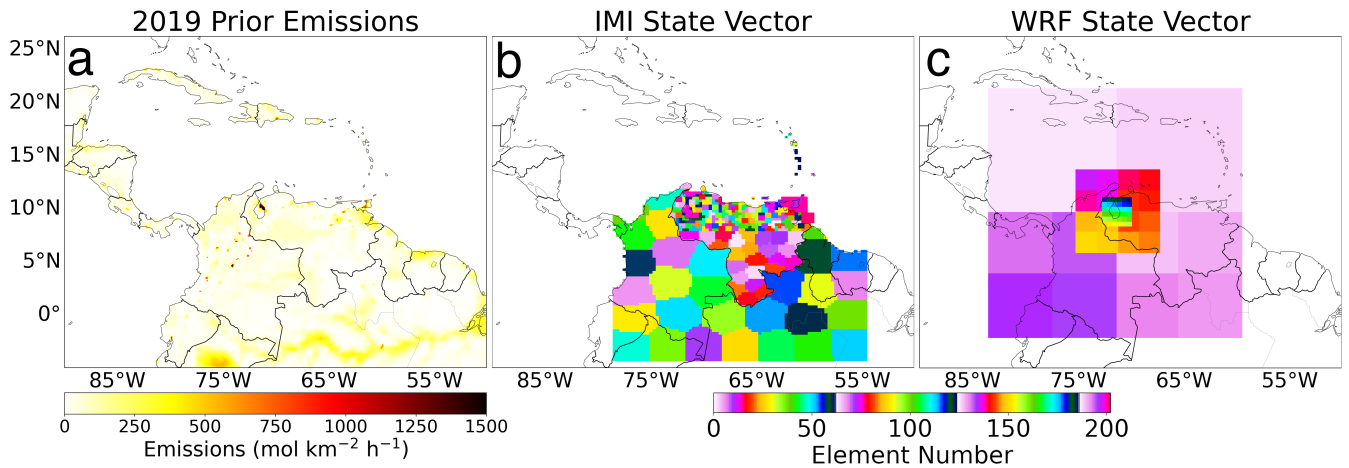 2019 Prior Emissions
IMI State Vector
WRF State Vector
a
b
c
25°N
20°N
15°N
10°N
5°N
0°
85°W 75°W 65°W 55°W
85°W 75°W 65°W 55°W
85°W 75°W 65°W 55°W
0 250 500 750 1000 1250 1500
Emissions (mol km⁻² h⁻¹)
0 50 100 150 200
Element Number